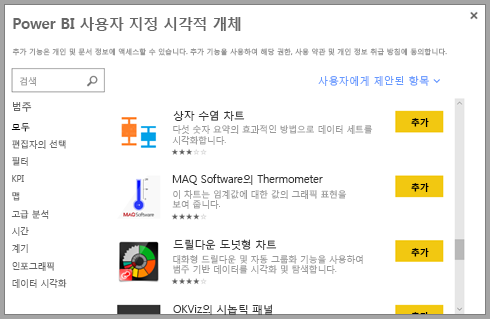 Power BI 사용자 지정 시각적 개체
추가 기능은 개인 및 문서 정보에 액세스할 수 있습니다. 추가 기능을 사용하여 해당 권한, 사용 약관 및 개인 정보 취급 방침에 동의합니다.
검색
사용자에게 제안된 항목
범주
모두
편집자의 선택
필터
KPI
맵
고급 분석
시간
계기
인포그래픽
데이터 시각화
상자 수염 차트
다섯 숫자 요약의 효과적인 방법으로 데이터 세트를
시각화합니다.
추가
MAQ Software의 Thermometer
이 차트는 임계값에 대한 값의 그래픽 표현을
보여 줍니다.
추가
MAQSoftware
드릴다운 도넛형 차트
대화형 드릴다운 및 자동 그룹화 기능을 사용하여
범주 기반 데이터를 시각화 및 탐색합니다.
추가
OKViz의 시놉틱 패널